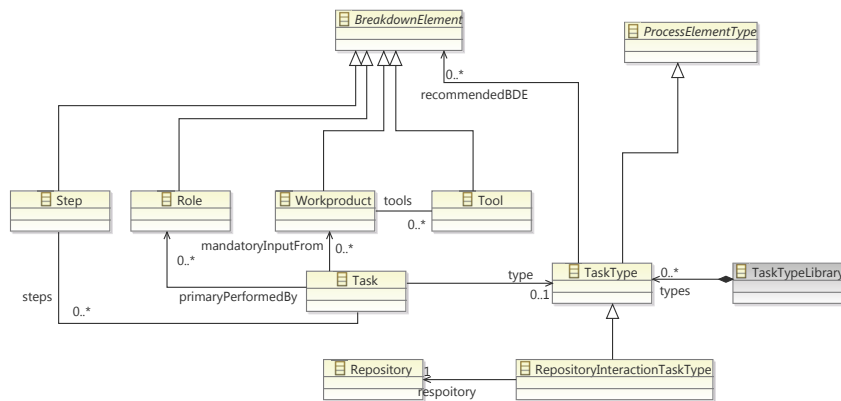 BreakdownElement
ProcessElementType
0..*
recommendedBDE
Step
Role
Workproduct
tools
0..*
Tool
mandatoryInputFrom
0..*
0..*
steps
primaryPerformedBy
0..*
Task
type
0..1
TaskType
0..*
types
TaskTypeLibrary
Repository
1
respoitory
RepositoryInteractionTaskType